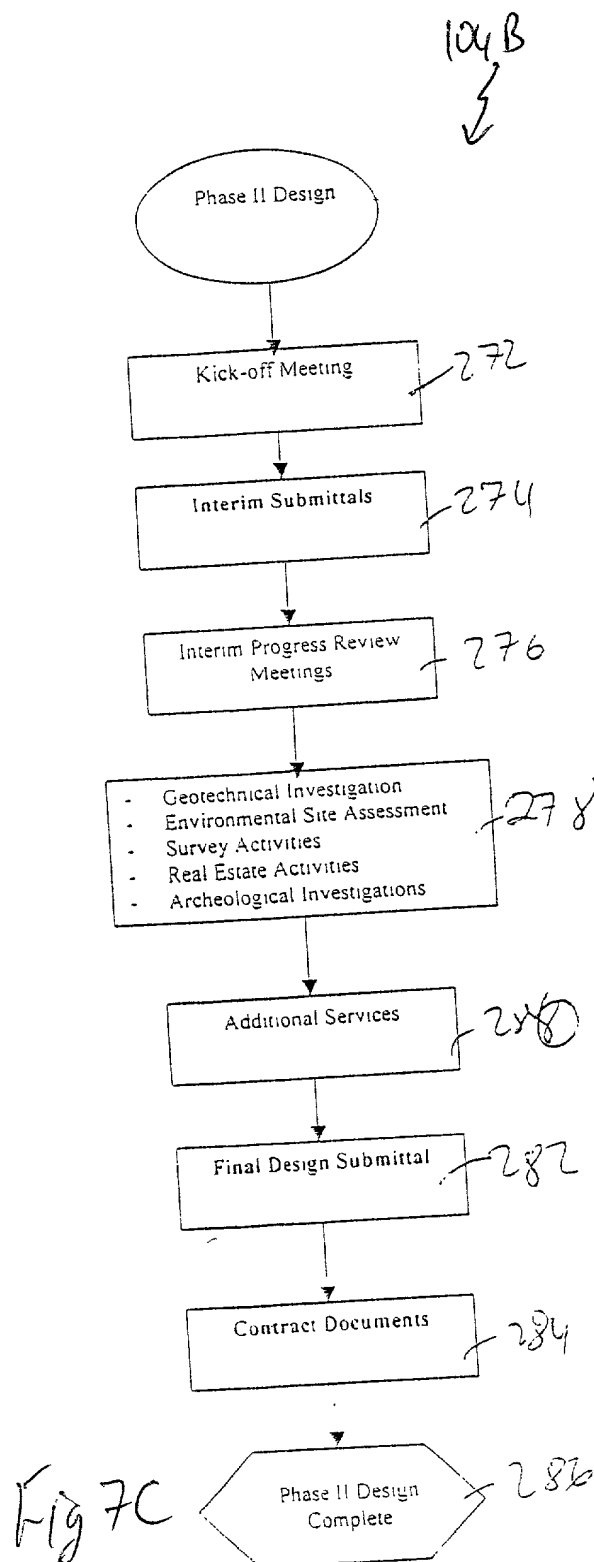 104B
Phase II Design
Kick-off Meeting
272
Interim Submittals
274
Interim Progress Review
Meetings
276
- Geotechnical Investigation
- Environmental Site Assessment
- Survey Activities
- Real Estate Activities
- Archeological Investigations
278
Additional Services
Final Design Submittal
282
Contract Documents
284
Phase II Design
Complete
286
Fig 7C